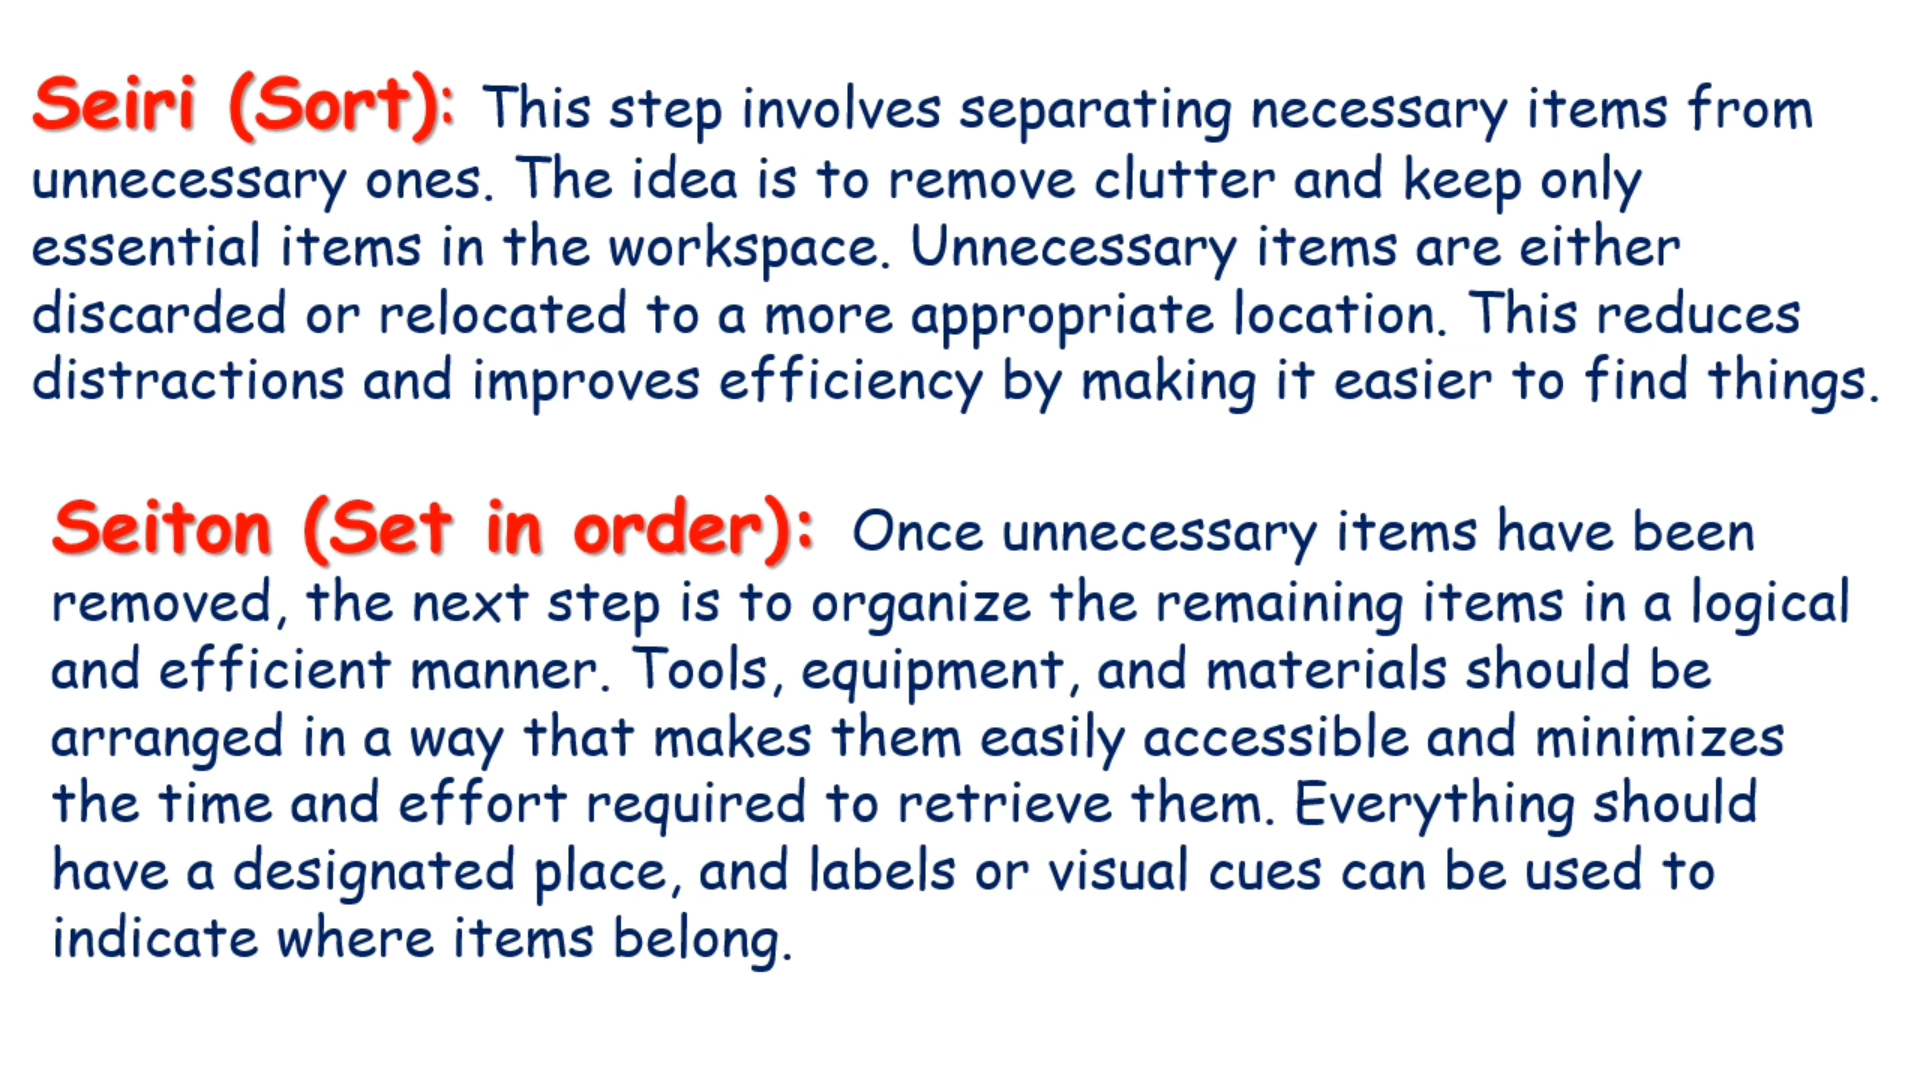 Seiri (Sort): This step involves separating necessary items from
unnecessary ones. The idea is to remove clutter and keep only
essential items in the workspace. Unnecessary items are either
discarded or relocated to a more appropriate location. This reduces
distractions and improves efficiency by making it easier to find things.
Seiton (Set in order): Once unnecessary items have been
removed, the next step is to organize the remaining items in a logical
and efficient manner. Tools, equipment, and materials should be
arranged in a way that makes them easily accessible and minimizes
the time and effort required to retrieve them. Everything should
have a designated place, and labels or visual cues can be used to
indicate where items belong.